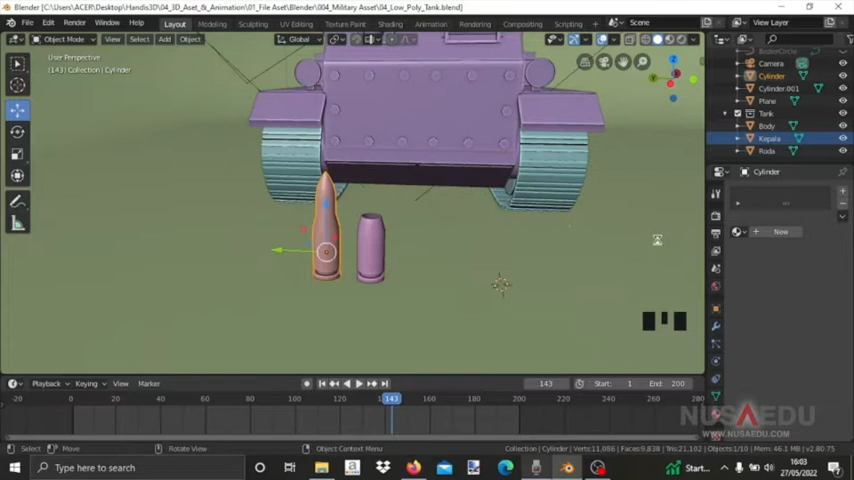 Blender [C:\Users\ACER\Desktop\Handis3D\04_3D_Aset_&_Animation\01_File Aset\Blender\004_Military Asset\04_Low_Poly_Tank.blend]
File Edit Render Window Help Layout Modeling Sculpting UV Editing Texture Paint Shading Animation Rendering Compositing Scripting Scene View Layer
Object Mode View Select Add Object Global
User Perspective
(143) Collection | Cylinder
BezierCircle
Camera
Cylinder
Cylinder.001
Plane
Tank
Body
Kepala
Roda
Cylinder
New
Playback Keying View Marker 143 Start: 1 End: 200
-20 0 20 40 60 80 100 120 143 160 180 200 220 240 260 280
NUSAEDU
WWW.NUSAEDU.COM
Select Move Rotate View Object Context Menu Collection | Cylinder | Verts:11,086 | Faces:9,838 | Tris:21,102 | Objects:1/10 | Mem: 46.1 MB | v2.80.75
Type here to search Start... 16:03
27/05/2022